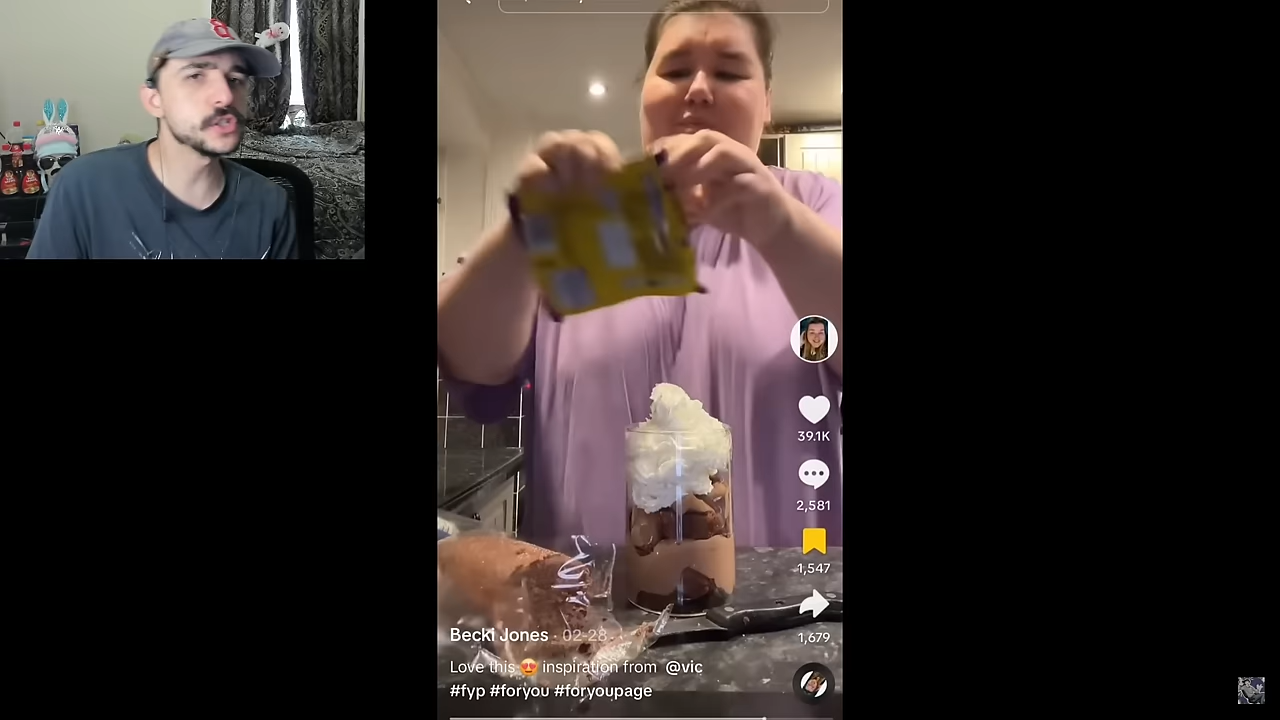 39.1K
2,581
1,547
1,679
Becki Jones · 02-28
Love this 😍 inspiration from @vic
#fyp #foryou #foryoupage